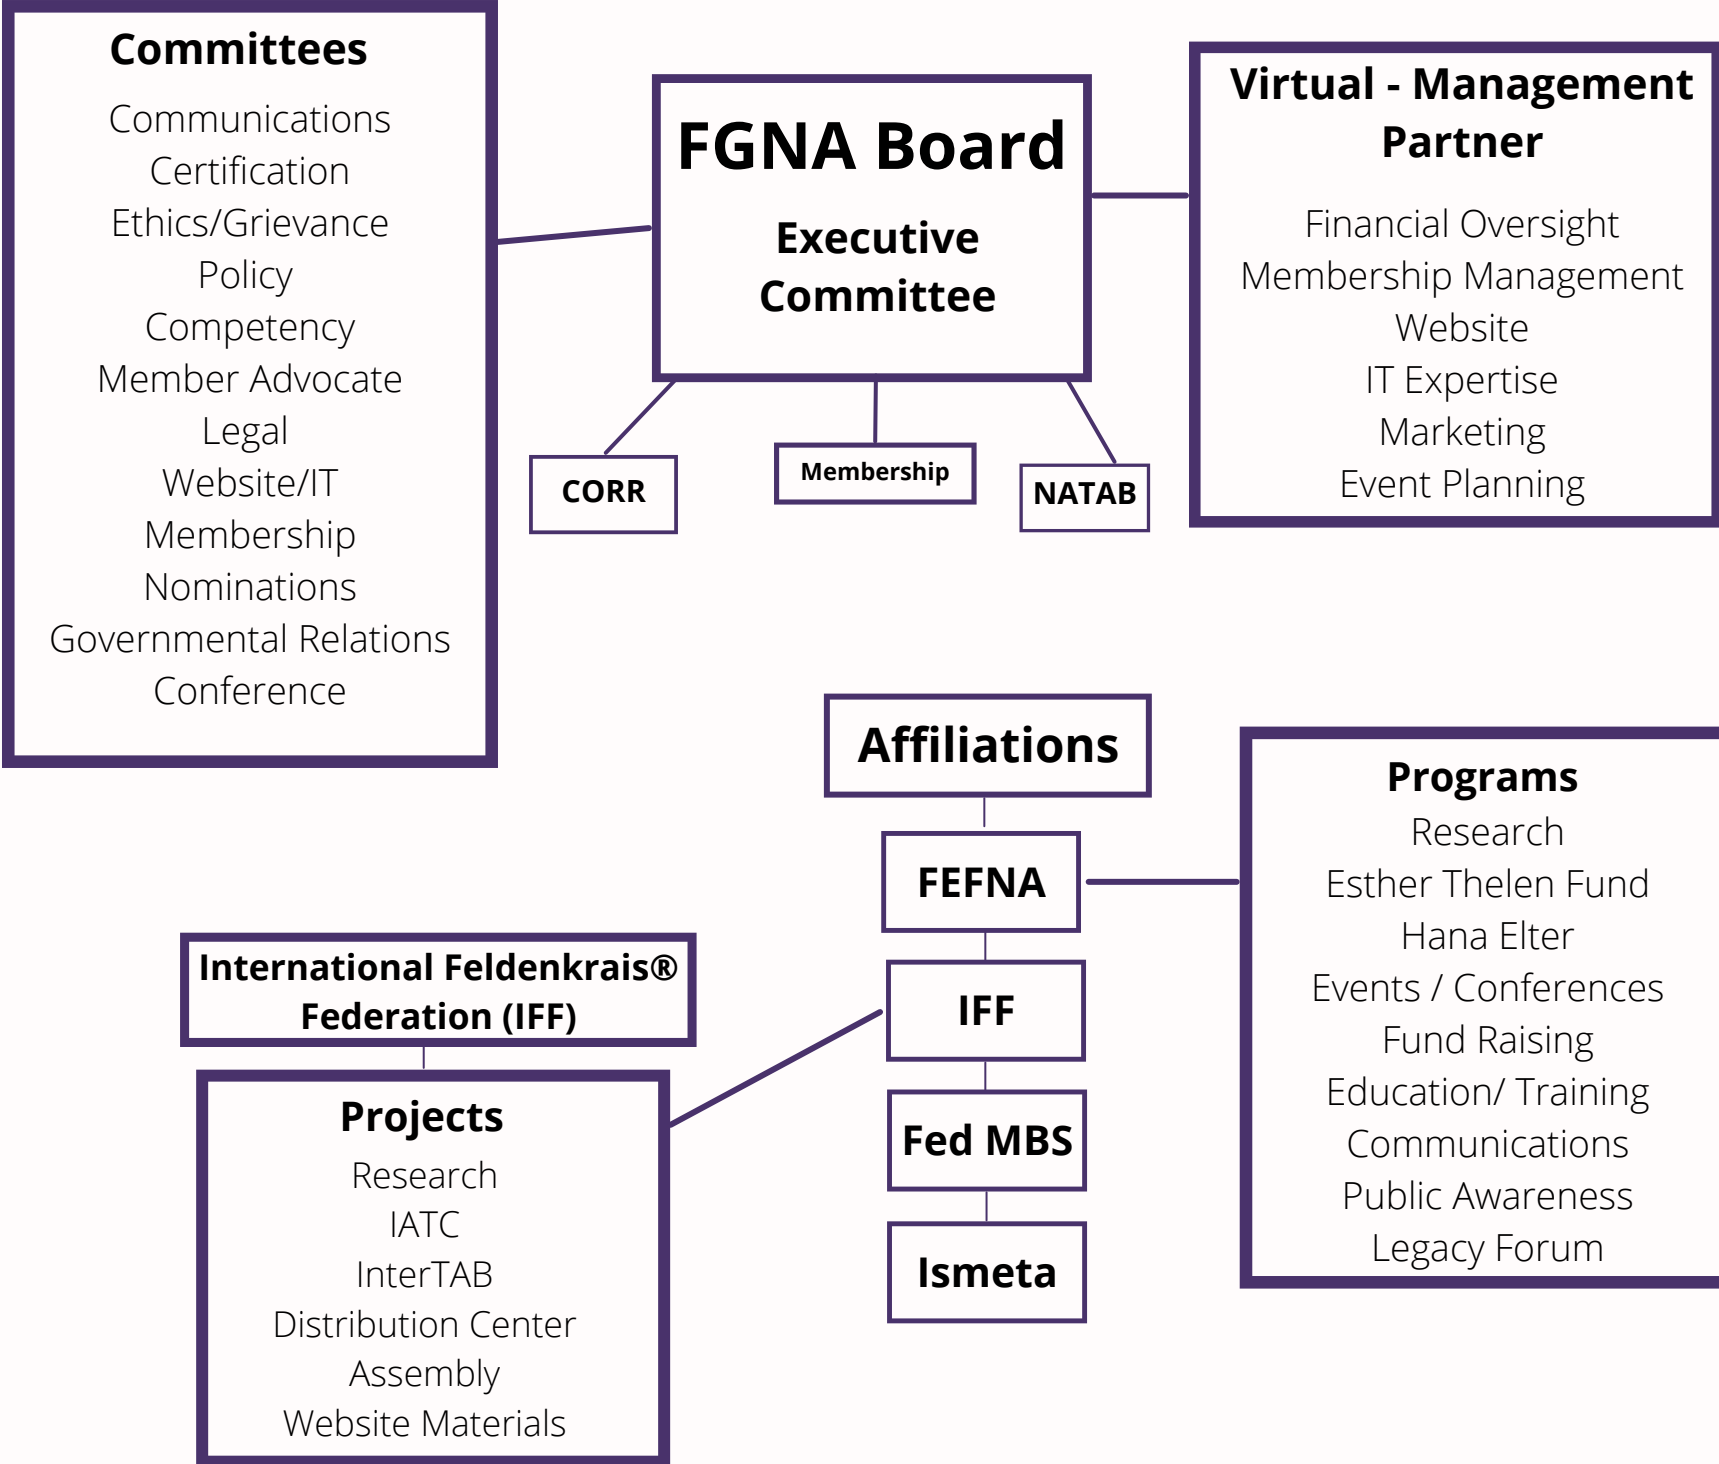 Committees
Communications
Certification
Ethics/Grievance
Policy
Competency
Member Advocate
Legal
Website/IT
Membership
Nominations
Governmental Relations
Conference
FGNA Board
Executive
Committee
Virtual - Management
Partner
Financial Oversight
Membership Management
Website
IT Expertise
Marketing
Event Planning
CORR
Membership
NATAB
Affiliations
FEFNA
IFF
Fed MBS
Ismeta
Programs
Research
Esther Thelen Fund
Hana Elter
Events / Conferences
Fund Raising
Education/ Training
Communications
Public Awareness
Legacy Forum
International Feldenkrais®
Federation (IFF)
Projects
Research
IATC
InterTAB
Distribution Center
Assembly
Website Materials